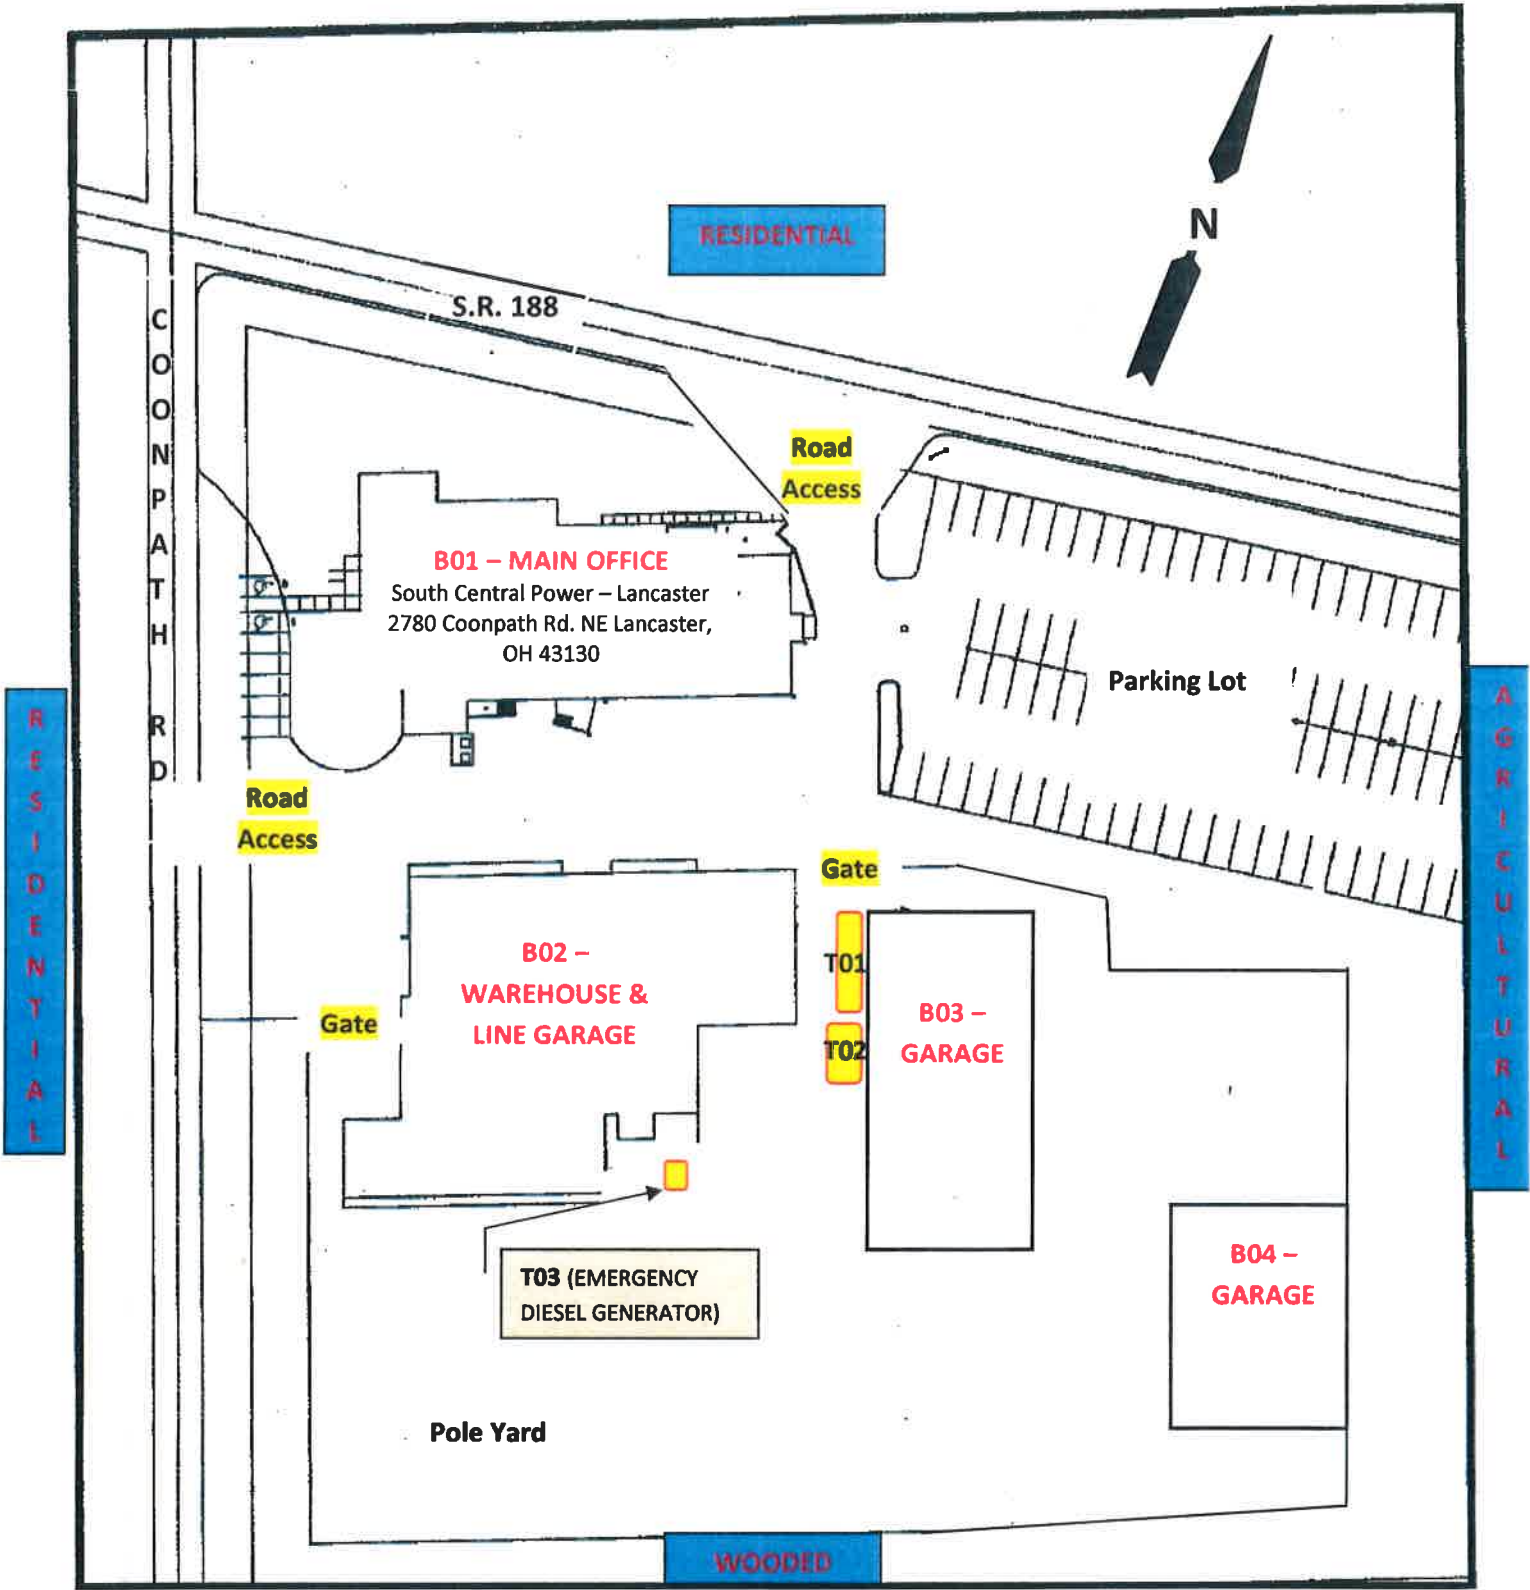 N
RESIDENTIAL
S.R. 188
COONPATH RD
Road
Access
B01 – MAIN OFFICE
South Central Power – Lancaster
2780 Coonpath Rd. NE Lancaster,
OH 43130
Parking Lot
RESIDENTIAL
AGRICULTURAL
Road
Access
Gate
B02 –
WAREHOUSE &
LINE GARAGE
T01
B03 –
GARAGE
Gate
T02
T03 (EMERGENCY
DIESEL GENERATOR)
B04 –
GARAGE
Pole Yard
WOODED